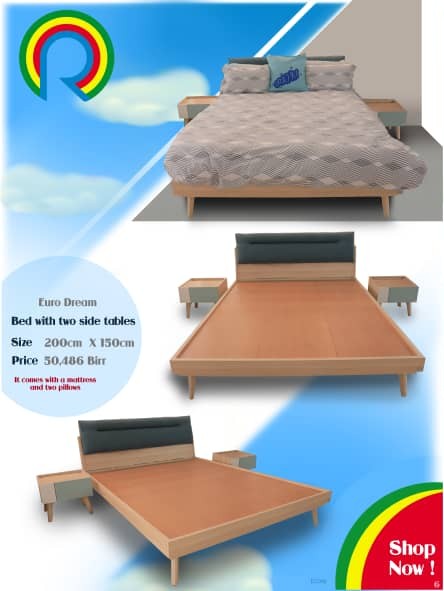 R
Euro Dream
Bed with two side tables
Size 200cm X 150cm
Price 50,486 Birr
It comes with a mattress
and two pillows
Shop
Now !
6